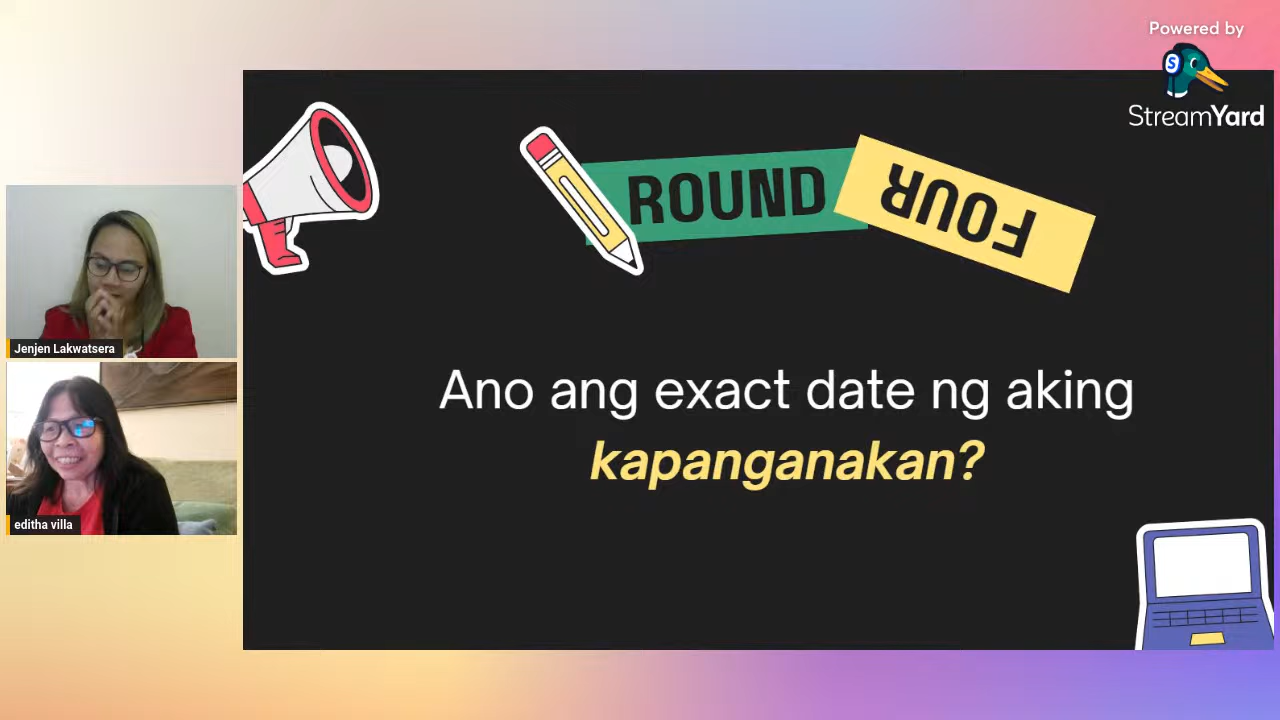 Powered by
S
StreamYard
ROUND
FOUR
Ano ang exact date ng aking
kapanganakan?
Jenjen Lakwatsera
editha villa